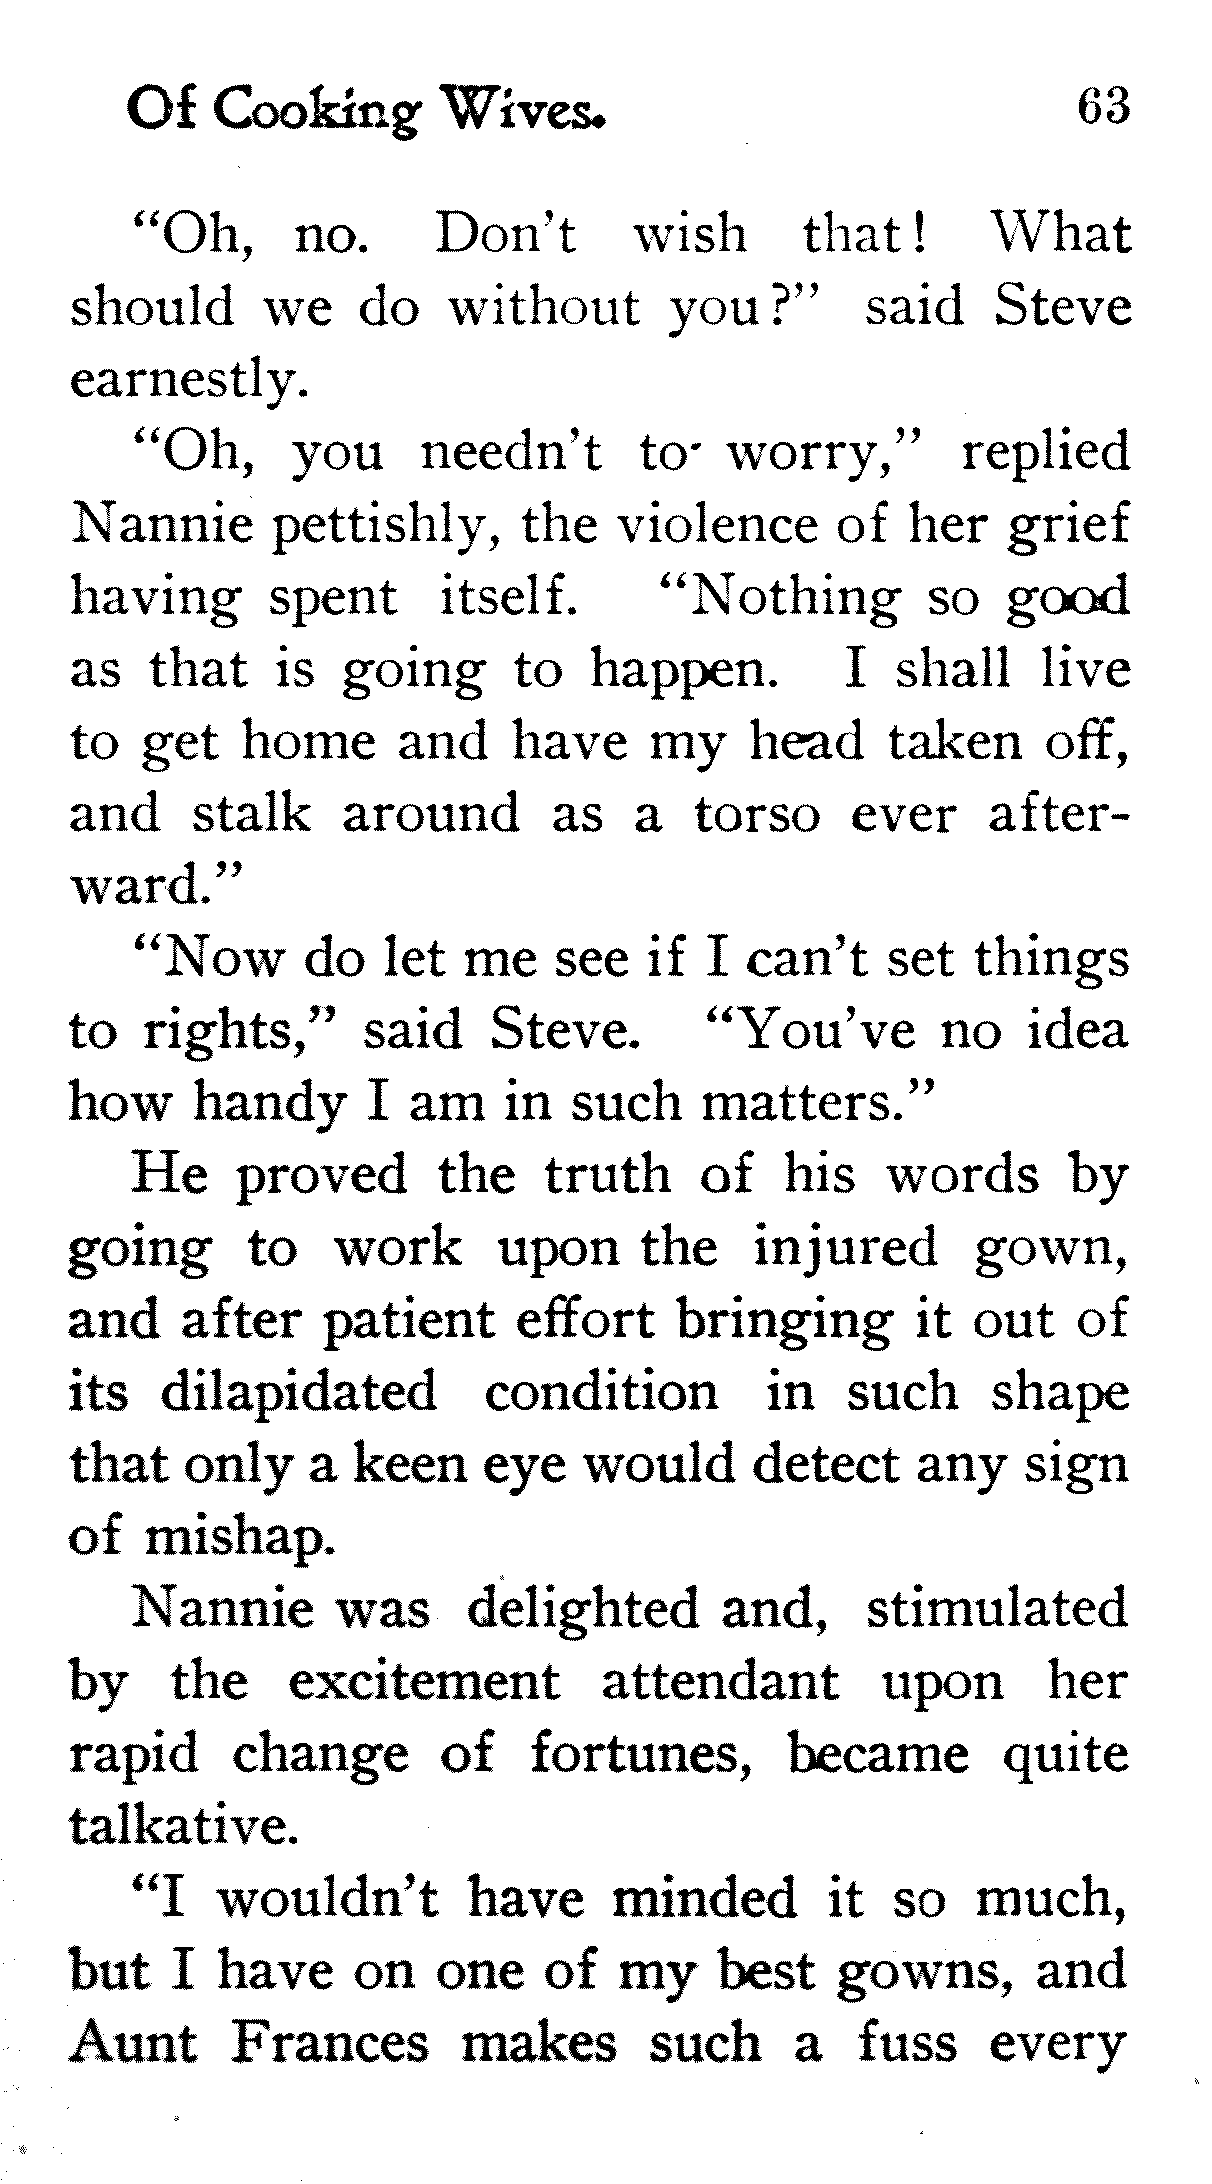 Of Cooking Wives. 63
"Oh, no. Don't wish that! What
should we do without you?" said Steve
earnestly.
"Oh, you needn't to worry," replied
Nannie pettishly, the violence of her grief
having spent itself. "Nothing so good
as that is going to happen. I shall live
to get home and have my head taken off,
and stalk around as a torso ever after-
ward."
"Now do let me see if I can't set things
to rights," said Steve. "You've no idea
how handy I am in such matters."
He proved the truth of his words by
going to work upon the injured gown,
and after patient effort bringing it out of
its dilapidated condition in such shape
that only a keen eye would detect any sign
of mishap.
Nannie was delighted and, stimulated
by the excitement attendant upon her
rapid change of fortunes, became quite
talkative.
"I wouldn't have minded it so much,
but I have on one of my best gowns, and
Aunt Frances makes such a fuss every